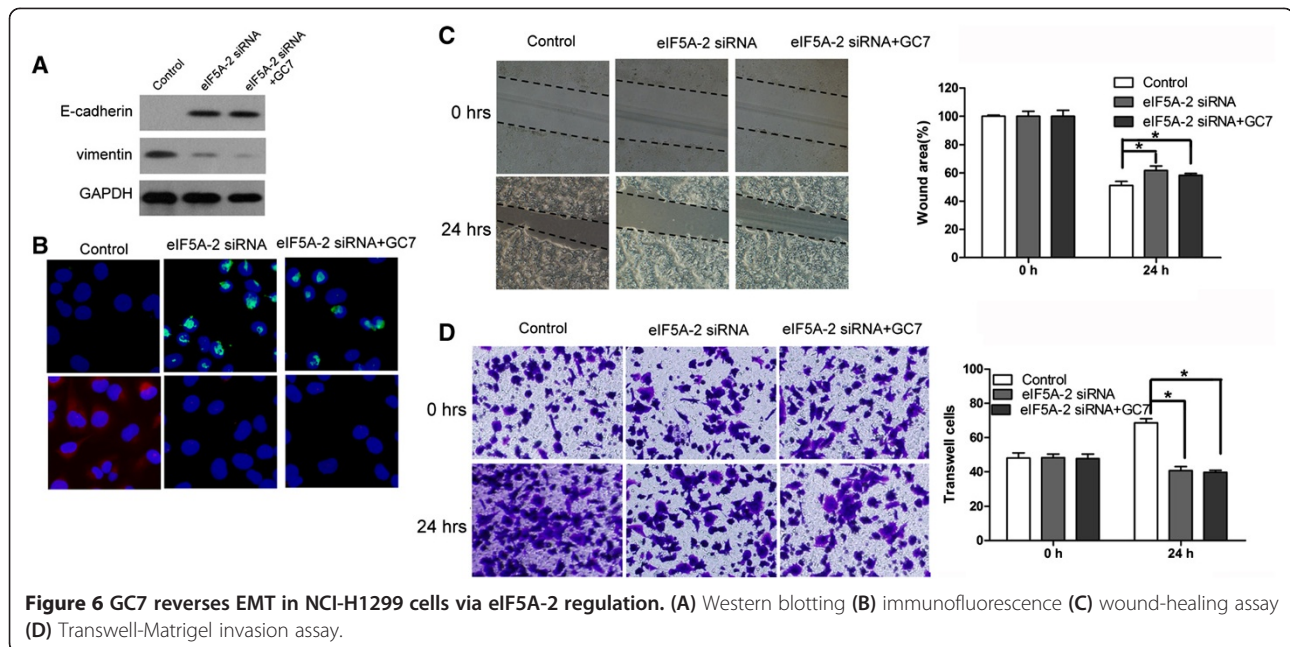 A
Control
eIF5A-2 siRNA
eIF5A-2 siRNA
+GC7
E-cadherin
vimentin
GAPDH
B
Control
eIF5A-2 siRNA
eIF5A-2 siRNA+GC7
C
Control
eIF5A-2 siRNA
eIF5A-2 siRNA+GC7
0 hrs
24 hrs
Control
eIF5A-2 siRNA
eIF5A-2 siRNA+GC7
Wound area(%)
120
100
80
60
40
20
0
*
*
0 h
24 h
D
Control
eIF5A-2 siRNA
eIF5A-2 siRNA+GC7
0 hrs
24 hrs
Control
eIF5A-2 siRNA
eIF5A-2 siRNA+GC7
Transwell cells
100
80
60
40
20
0
*
*
0 h
24 h
Figure 6 GC7 reverses EMT in NCI-H1299 cells via eIF5A-2 regulation. (A) Western blotting (B) immunofluorescence (C) wound-healing assay
(D) Transwell-Matrigel invasion assay.